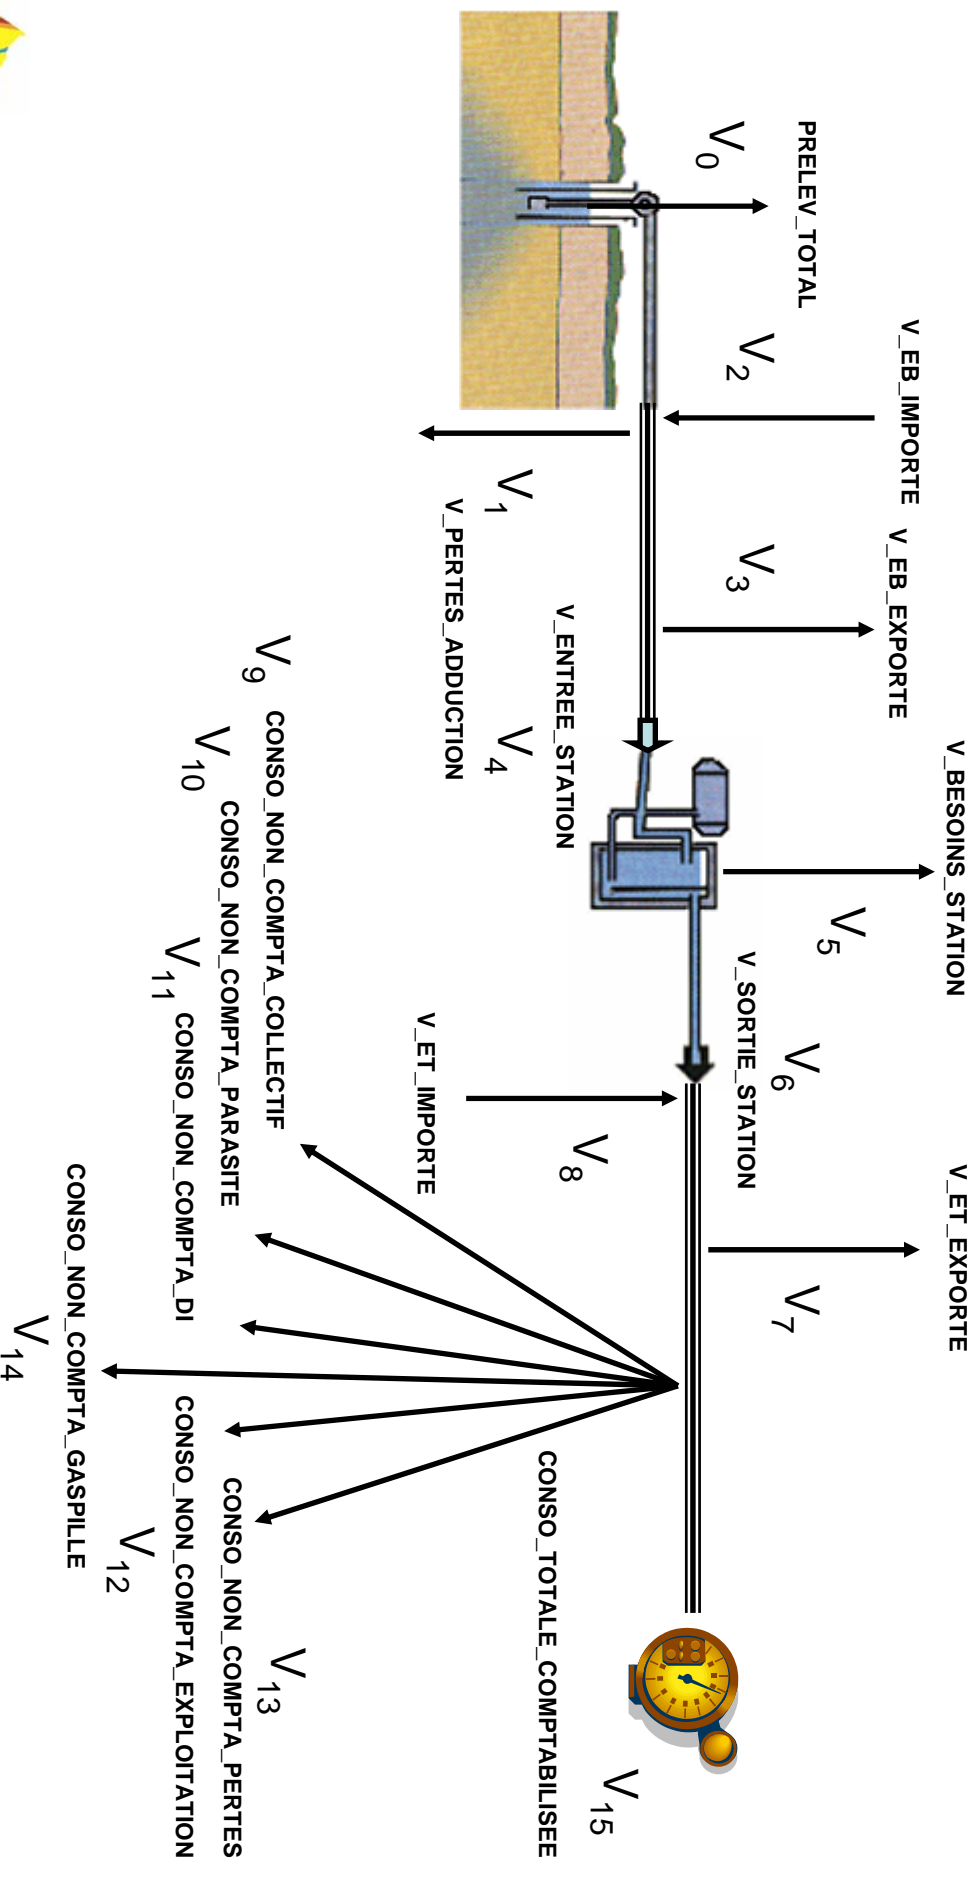 PRELEV_TOTAL
V0
V_EB_IMPORTE
V2
V_EB_EXPORTE
V3
V1
V_PERTES_ADDUCTION
V_ENTREE_STATION
V4
V_BESOINS_STATION
V5
V_SORTIE_STATION
V6
V_ET_IMPORTE
V8
V_ET_EXPORTE
V7
V9
CONSO_NON_COMPTA_COLLECTIF
V10
CONSO_NON_COMPTA_PARASITE
V11
CONSO_NON_COMPTA_DI
CONSO_NON_COMPTA_GASPILLE
V14
CONSO_NON_COMPTA_EXPLOITATION
V12
CONSO_NON_COMPTA_PERTES
V13
CONSO_TOTALE_COMPTABILISEE
V15